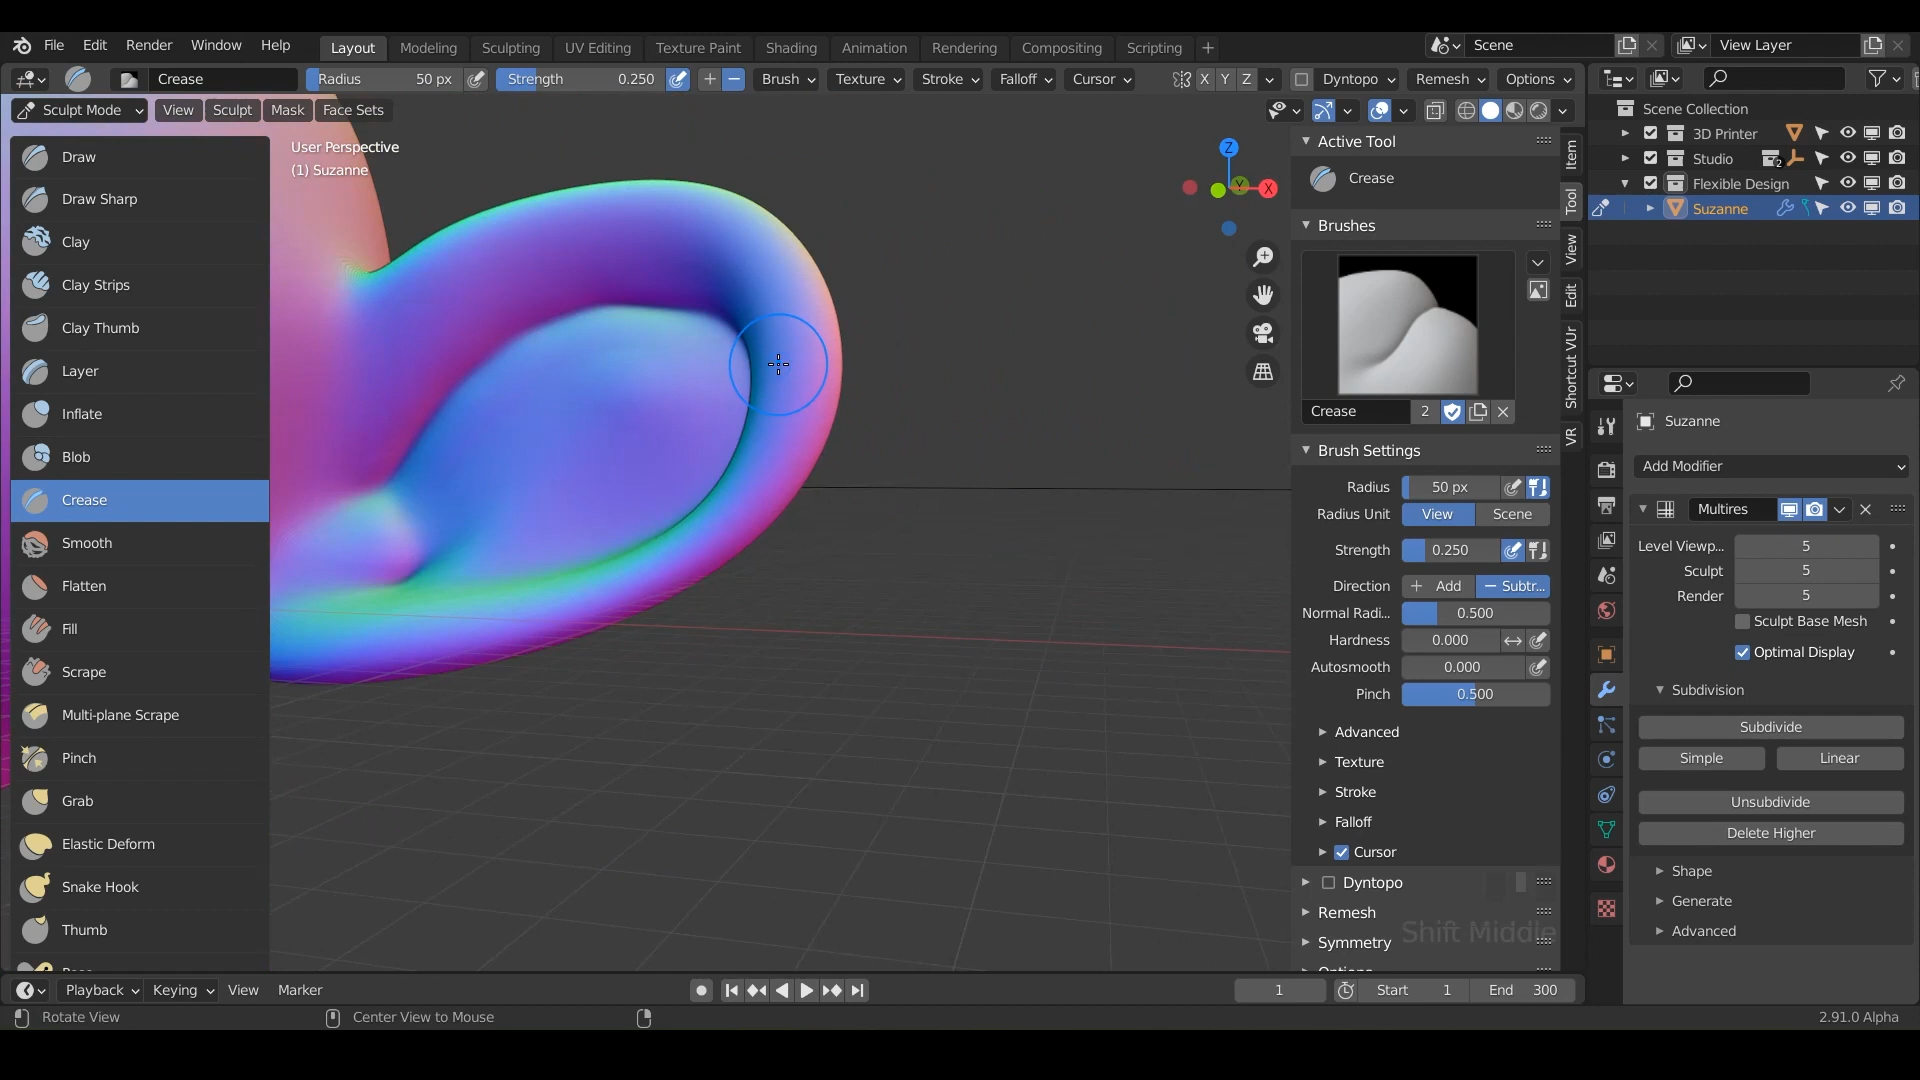 File Edit Render Window Help Layout Modeling Sculpting UV Editing Texture Paint Shading Animation Rendering Compositing Scripting + Scene View Layer
Crease Radius 50 px Strength 0.250 Brush Texture Stroke Falloff Cursor X Y Z Dyntopo Remesh Options
Sculpt Mode View Sculpt Mask Face Sets
User Perspective
(1) Suzanne
Draw
Draw Sharp
Clay
Clay Strips
Clay Thumb
Layer
Inflate
Blob
Crease
Smooth
Flatten
Fill
Scrape
Multi-plane Scrape
Pinch
Grab
Elastic Deform
Snake Hook
Thumb
Z
Y
X
Active Tool
Crease
Brushes
Crease 2
Brush Settings
Radius 50 px
Radius Unit View Scene
Strength 0.250
Direction + Add − Subtr...
Normal Radi... 0.500
Hardness 0.000
Autosmooth 0.000
Pinch 0.500
Advanced
Texture
Stroke
Falloff
Cursor
Dyntopo
Remesh
Shift Middle
Symmetry
Item
Tool
View
Edit
Shortcut VUr
VR
Scene Collection
3D Printer
Studio 2
Flexible Design
Suzanne
Suzanne
Add Modifier
Multires
Level Viewp... 5
Sculpt 5
Render 5
Sculpt Base Mesh
Optimal Display
Subdivision
Subdivide
Simple Linear
Unsubdivide
Delete Higher
Shape
Generate
Advanced
Playback Keying View Marker 1 Start 1 End 300
Rotate View Center View to Mouse 2.91.0 Alpha